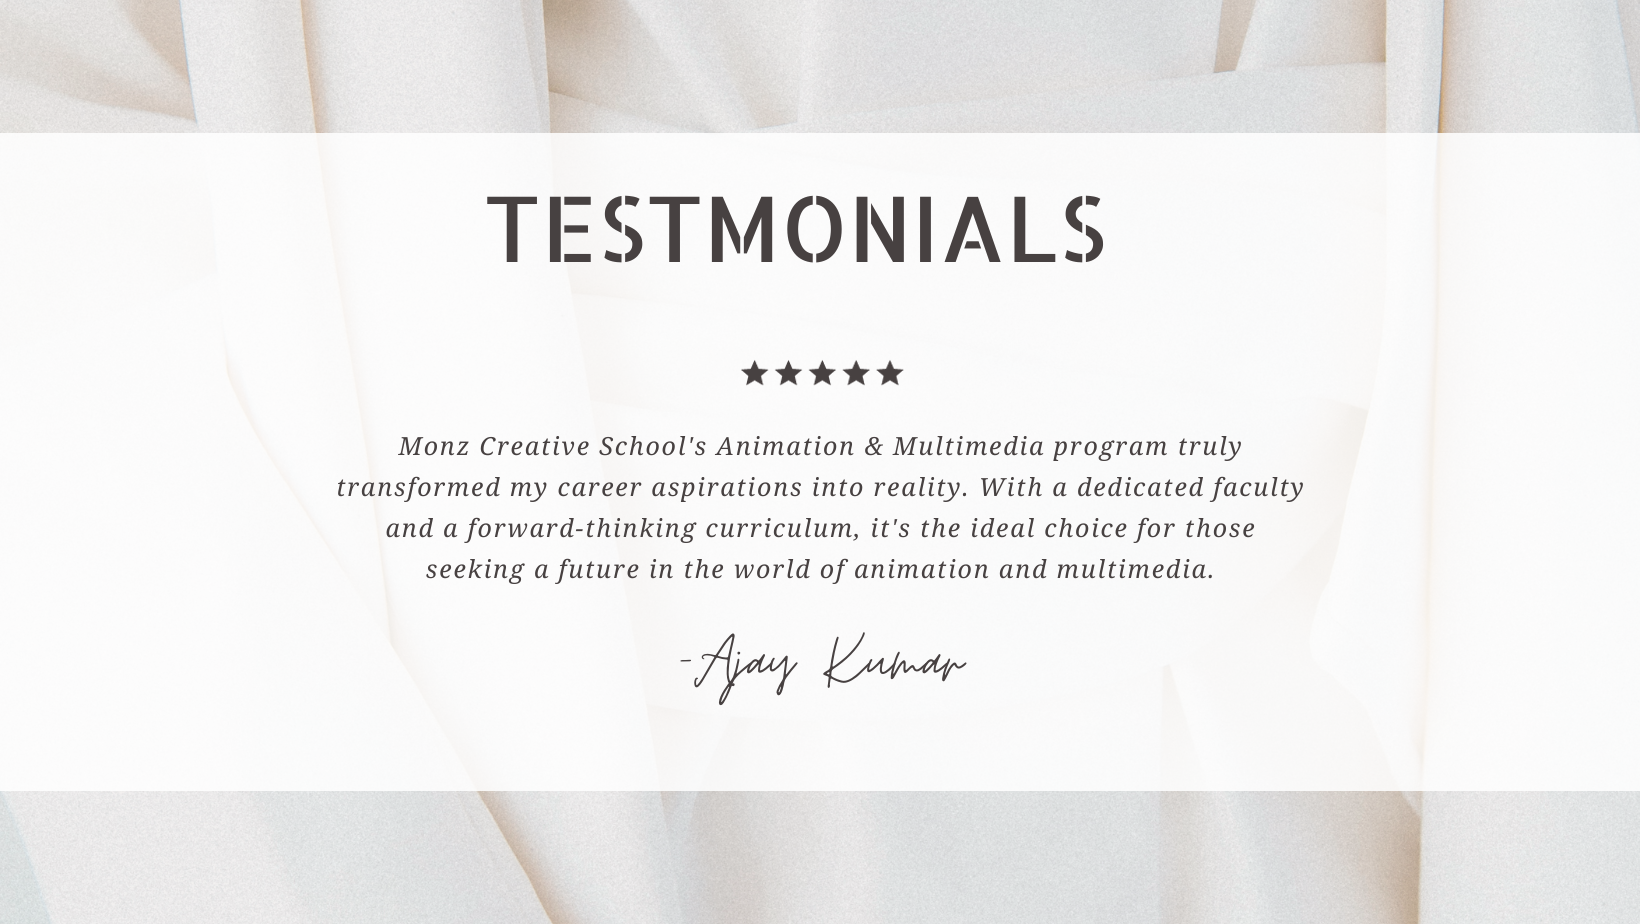 TESTMONIALS
★★★★★
Monz Creative School's Animation & Multimedia program truly
transformed my career aspirations into reality. With a dedicated faculty
and a forward-thinking curriculum, it's the ideal choice for those
seeking a future in the world of animation and multimedia.
-Ajay Kumar